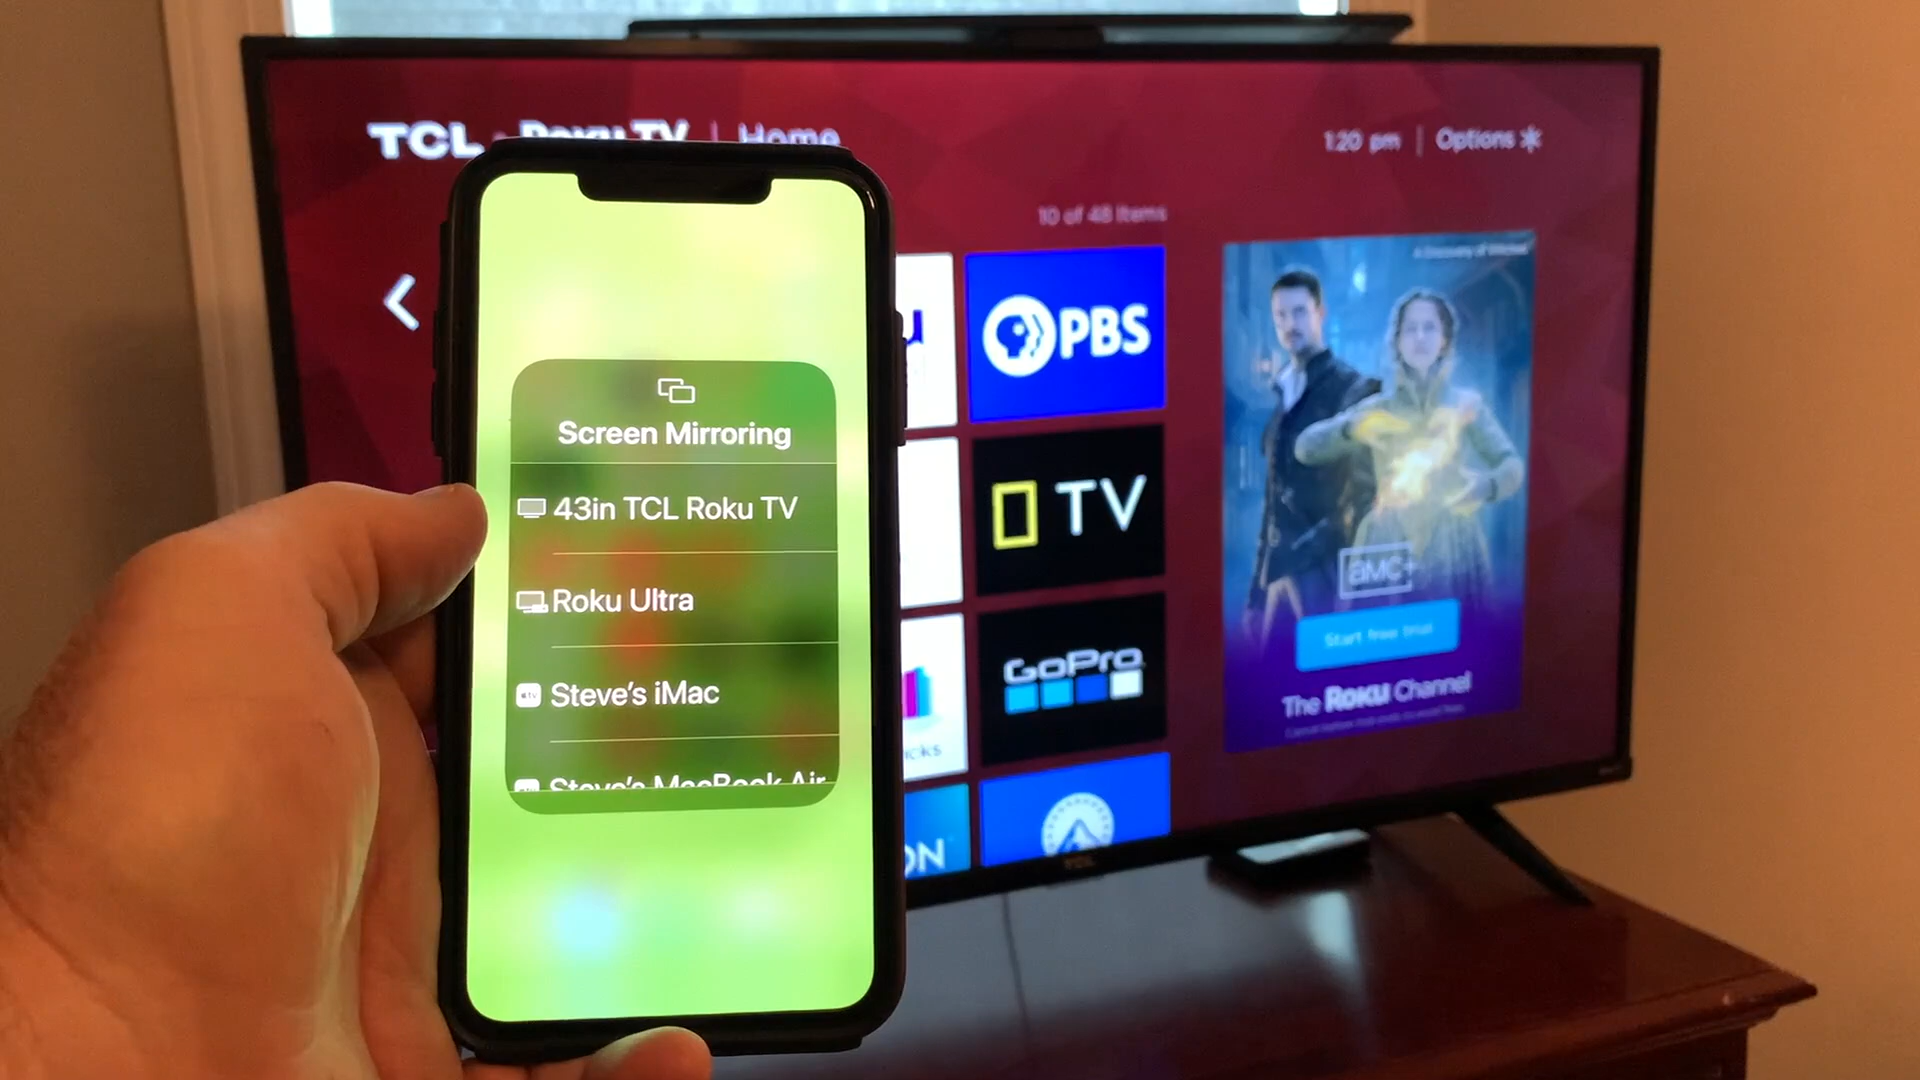 TCL • Roku TV | Home
1:20 pm | Options
10 of 48 items
PBS
TV
GoPro
A Discovery of Witches
AMC+
Start free trial
The Roku Channel
ON
TCL
Screen Mirroring
43in TCL Roku TV
Roku Ultra
Steve's iMac
Steve's MacBook Air